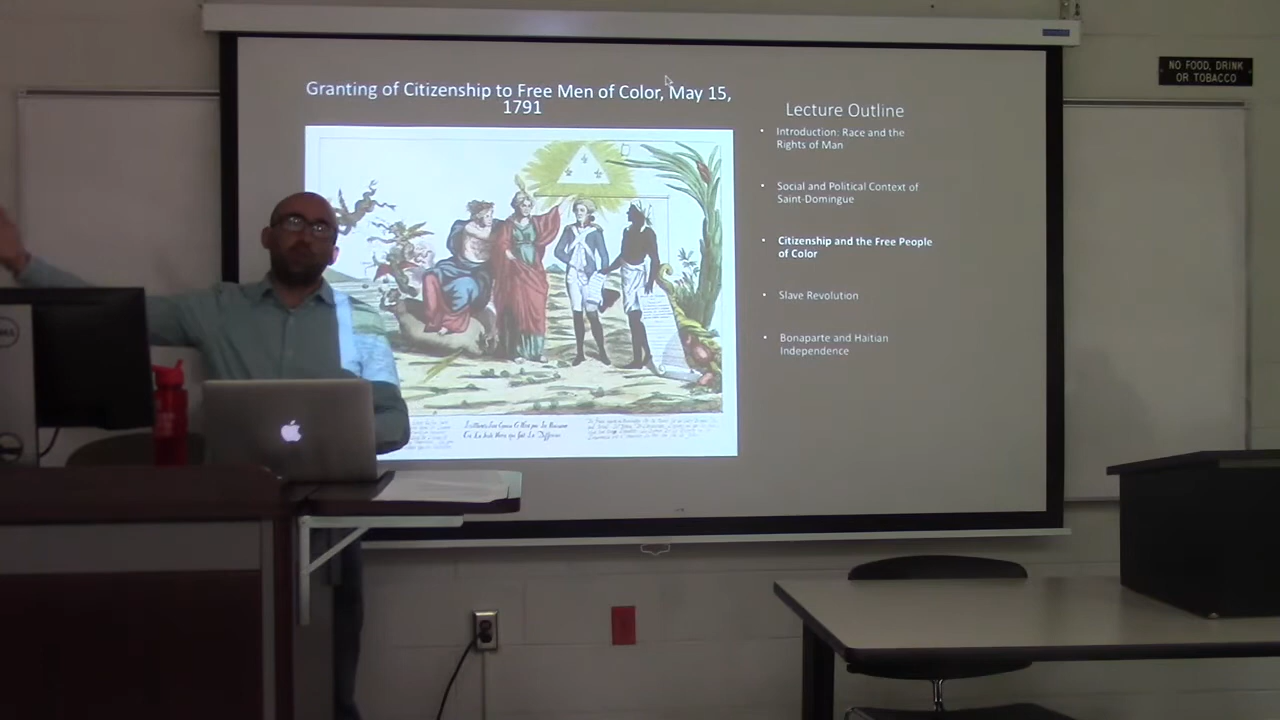 Granting of Citizenship to Free Men of Color, May 15,
1791
Lecture Outline
• Introduction: Race and the
Rights of Man
• Social and Political Context of
Saint-Domingue
• Citizenship and the Free People
of Color
• Slave Revolution
• Bonaparte and Haitian
Independence
NO FOOD, DRINK
OR TOBACCO
DELL